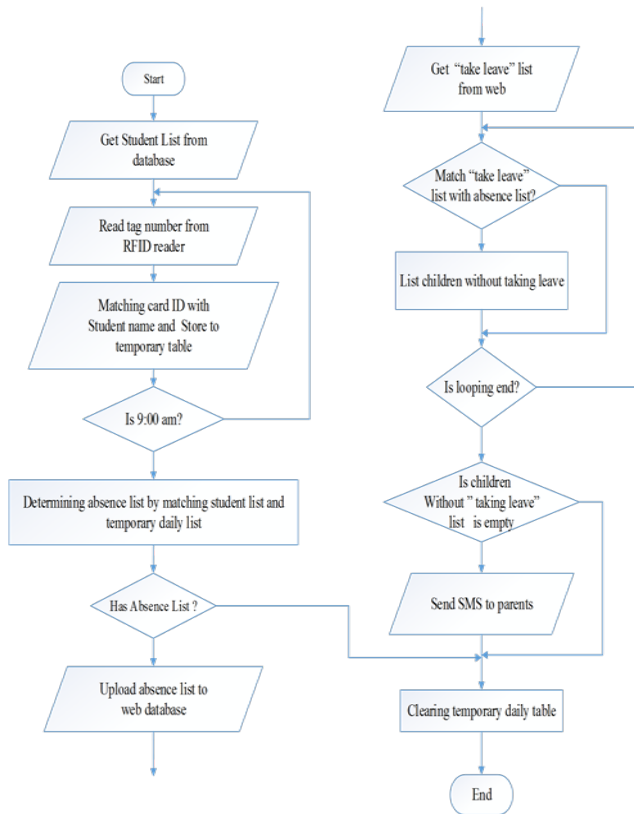 Start
Get Student List from
database
Read tag number from
RFID reader
Matching card ID with
Student name and Store to
temporary table
Is 9:00 am?
Determining absence list by matching student list and
temporary daily list
Has Absence List ?
Upload absence list to
web database
Get “take leave” list
from web
Match “take leave”
list with absence list?
List children without taking leave
Is looping end?
Is children
Without ” taking leave”
list is empty
Send SMS to parents
Clearing temporary daily table
End